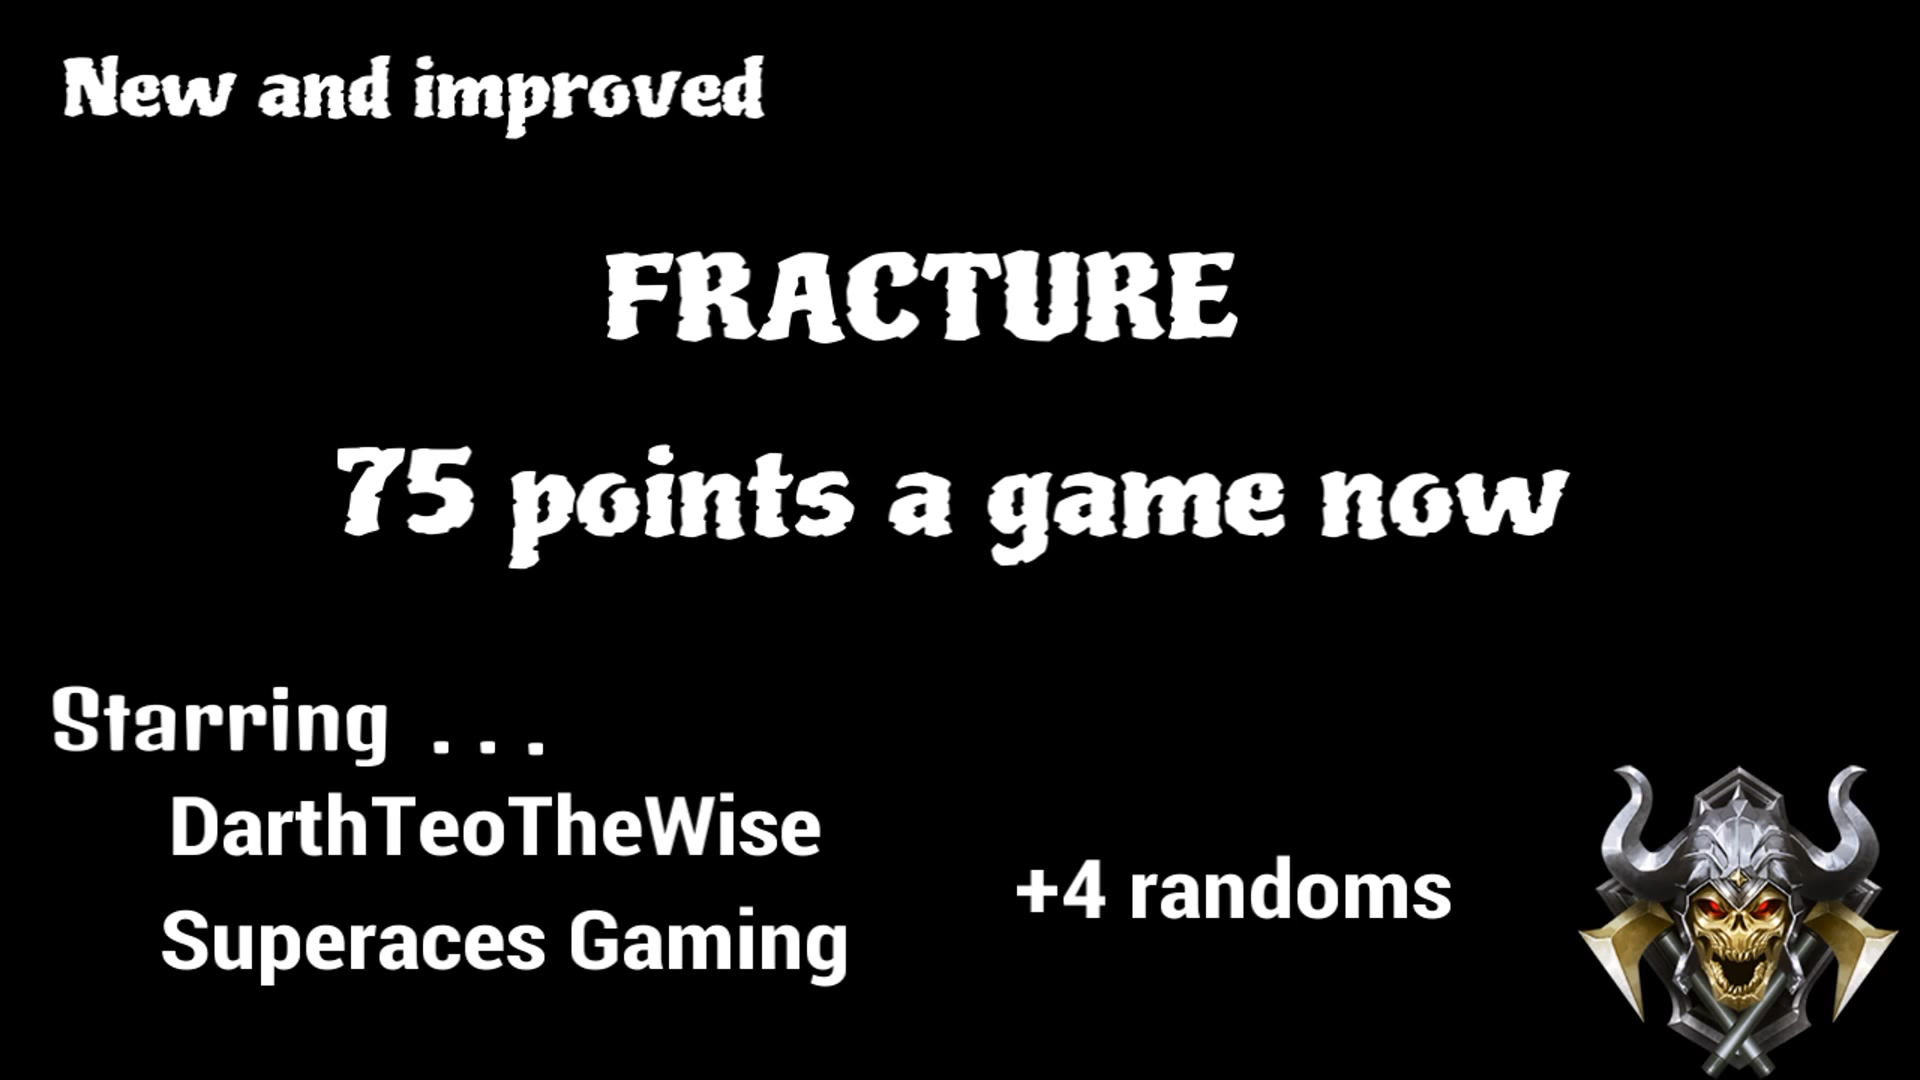 New and improved
FRACTURE
75 points a game now
Starring ...
DarthTeoTheWise
+4 randoms
Superaces Gaming